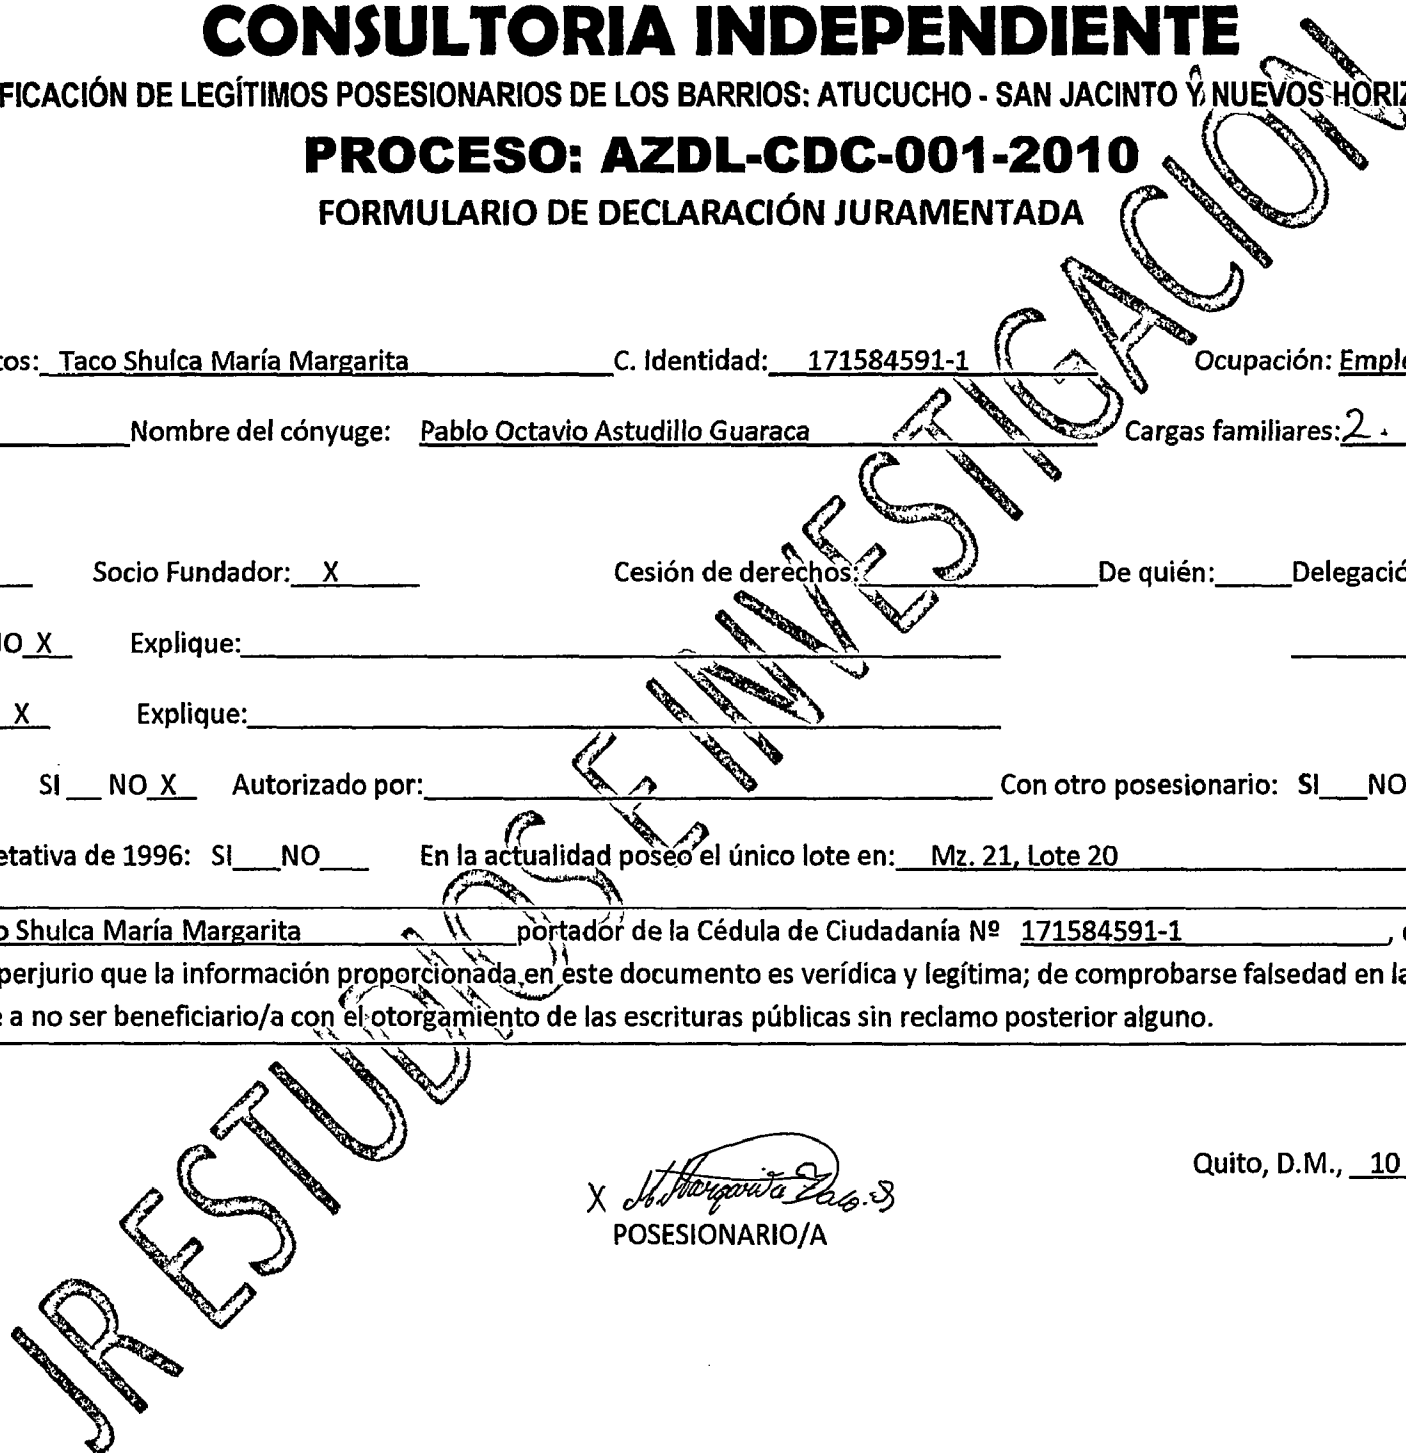 CONSULTORIA INDEPENDIENTE
FICACIÓN DE LEGÍTIMOS POSESIONARIOS DE LOS BARRIOS: ATUCUCHO - SAN JACINTO Y NUEVOS HORIZ
PROCESO: AZDL-CDC-001-2010
FORMULARIO DE DECLARACIÓN JURAMENTADA
tos: Taco Shulca María Margarita C. Identidad: 171584591-1 Ocupación: Emple
Nombre del cónyuge: Pablo Octavio Astudillo Guaraca Cargas familiares: 2.
Socio Fundador: X Cesión de derechos: De quién: Delegació
NO X Explique:
X Explique:
SI NO X Autorizado por: Con otro posesionario: SI NO
etativa de 1996: SI NO En la actualidad poseo el único lote en: Mz. 21, Lote 20
o Shulca María Margarita portador de la Cédula de Ciudadanía Nº 171584591-1 ,
perjurio que la información proporcionada en este documento es verídica y legítima; de comprobarse falsedad en la
e a no ser beneficiario/a con el otorgamiento de las escrituras públicas sin reclamo posterior alguno.
Quito, D.M., 10
X M. Margarita Taco. S
POSESIONARIO/A
JR ESTUDIOS E INVESTIGACION